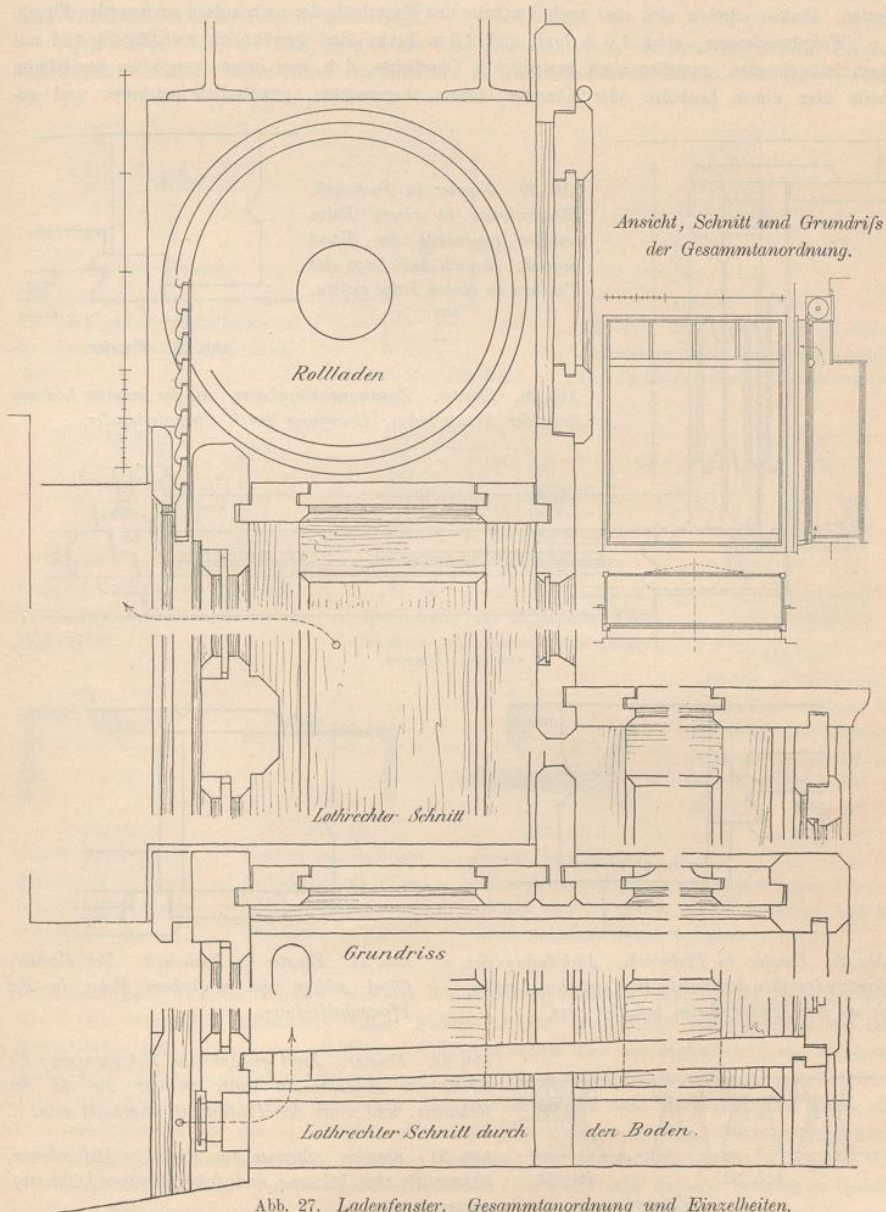 Ansicht, Schnitt und Grundriſs
der Gesammtanordnung.
Rollladen
Lothrechter Schnitt
Grundriss
Lothrechter Schnitt durch den Boden.
Abb. 27. Ladenfenster. Gesammtanordnung und Einzelheiten.